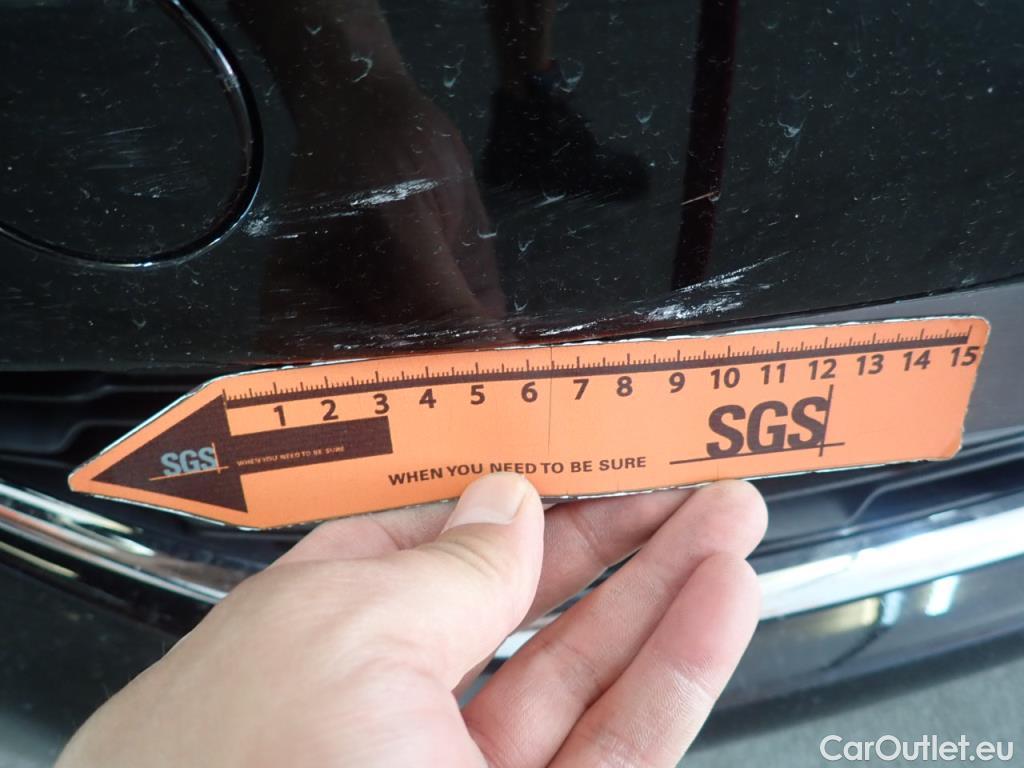 1 2 3 4 5 6 7 8 9 10 11 12 13 14 15
SGS
WHEN YOU NEED TO BE SURE
WHEN YOU NEED TO BE SURE
SGS
CarOutlet.eu